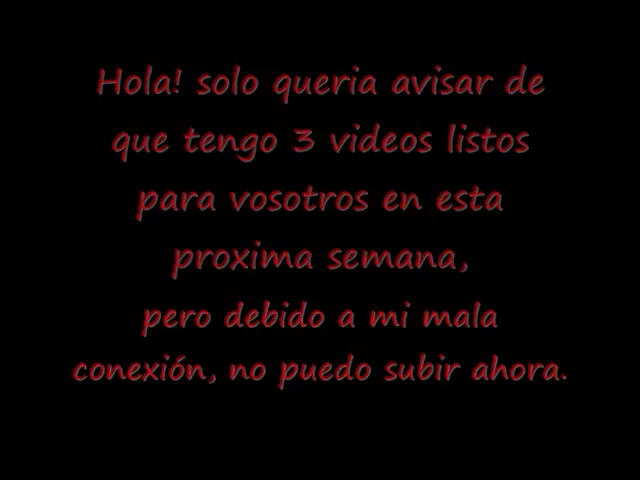 Hola! solo queria avisar de
que tengo 3 videos listos
para vosotros en esta
proxima semana,
pero debido a mi mala
conexión, no puedo subir ahora.